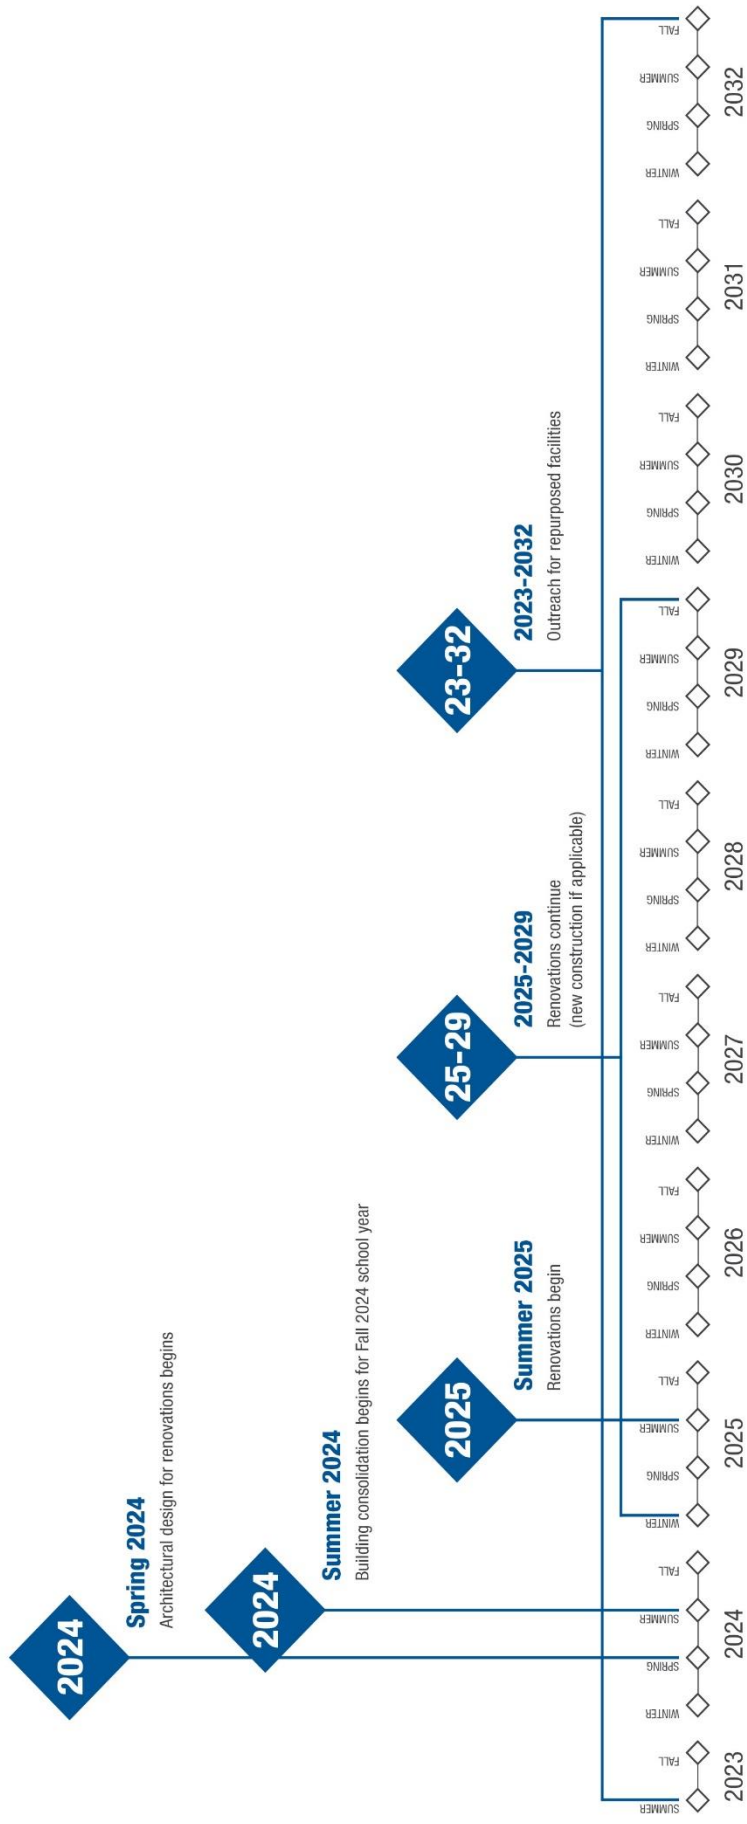 2024
Spring 2024
Architectural design for renovations begins
2024
Summer 2024
Building consolidation begins for Fall 2024 school year
2025
Summer 2025
Renovations begin
25-29
2025-2029
Renovations continue
(new construction if applicable)
23-32
2023-2032
Outreach for repurposed facilities
SUMMER
FALL
2023
WINTER
SPRING
SUMMER
FALL
2024
WINTER
SPRING
SUMMER
FALL
2025
WINTER
SPRING
SUMMER
FALL
2026
WINTER
SPRING
SUMMER
FALL
2027
WINTER
SPRING
SUMMER
FALL
2028
WINTER
SPRING
SUMMER
FALL
2029
WINTER
SPRING
SUMMER
FALL
2030
WINTER
SPRING
SUMMER
FALL
2031
WINTER
SPRING
SUMMER
FALL
2032